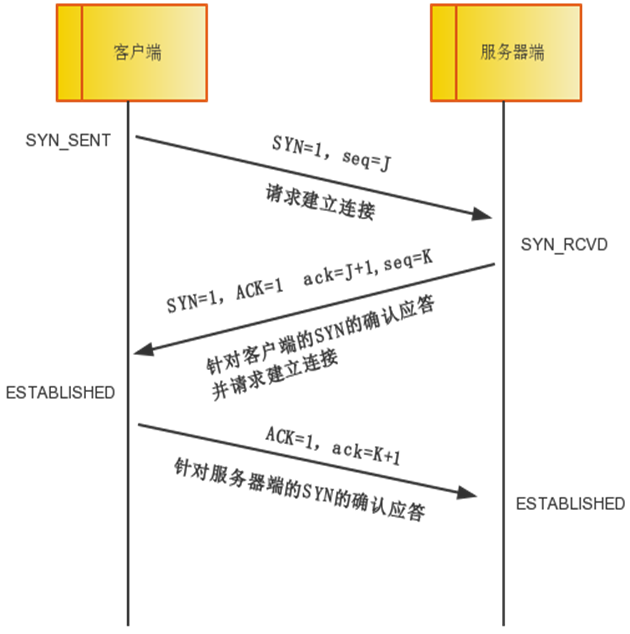 客户端
服务器端
SYN_SENT
SYN=1, seq=J
请求建立连接
SYN_RCVD
SYN=1, ACK=1 ack=J+1,seq=K
针对客户端的SYN的确认应答
并请求建立连接
ESTABLISHED
ACK=1, ack=K+1
针对服务器端的SYN的确认应答
ESTABLISHED